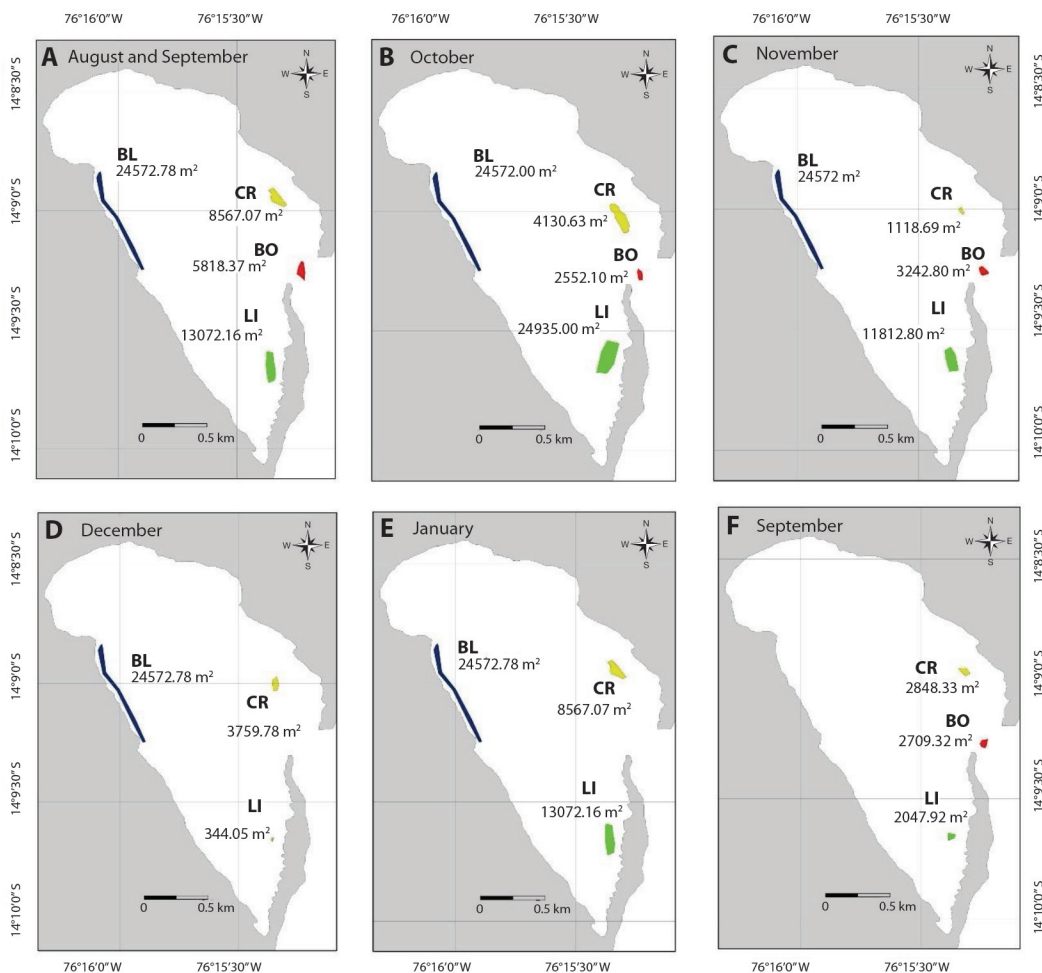 76°16'0"W 76°15'30"W 76°16'0"W 76°15'30"W 76°16'0"W 76°15'30"W
A August and September
N
W E
S
14°8'30"S
BL
24572.78 m²
CR
8567.07 m²
14°9'0"S
BO
5818.37 m²
LI
13072.16 m²
14°9'30"S
0 0.5 km
14°10'0"S
B October
N
W E
S
BL
24572.00 m²
CR
4130.63 m²
BO
2552.10 m²
LI
24935.00 m²
0 0.5 km
C November
N
W E
S
14°8'30"S
BL
24572 m²
CR
1118.69 m²
14°9'0"S
BO
3242.80 m²
LI
11812.80 m²
14°9'30"S
0 0.5 km
14°10'0"S
D December
N
W E
S
14°8'30"S
BL
24572.78 m²
14°9'0"S
CR
3759.78 m²
14°9'30"S
LI
344.05 m²
0 0.5 km
14°10'0"S
E January
N
W E
S
BL
24572.78 m²
CR
8567.07 m²
LI
13072.16 m²
0 0.5 km
F September
N
W E
S
14°8'30"S
CR
2848.33 m²
14°9'0"S
BO
2709.32 m²
14°9'30"S
LI
2047.92 m²
0 0.5 km
14°10'0"S
76°16'0"W 76°15'30"W 76°16'0"W 76°15'30"W 76°16'0"W 76°15'30"W